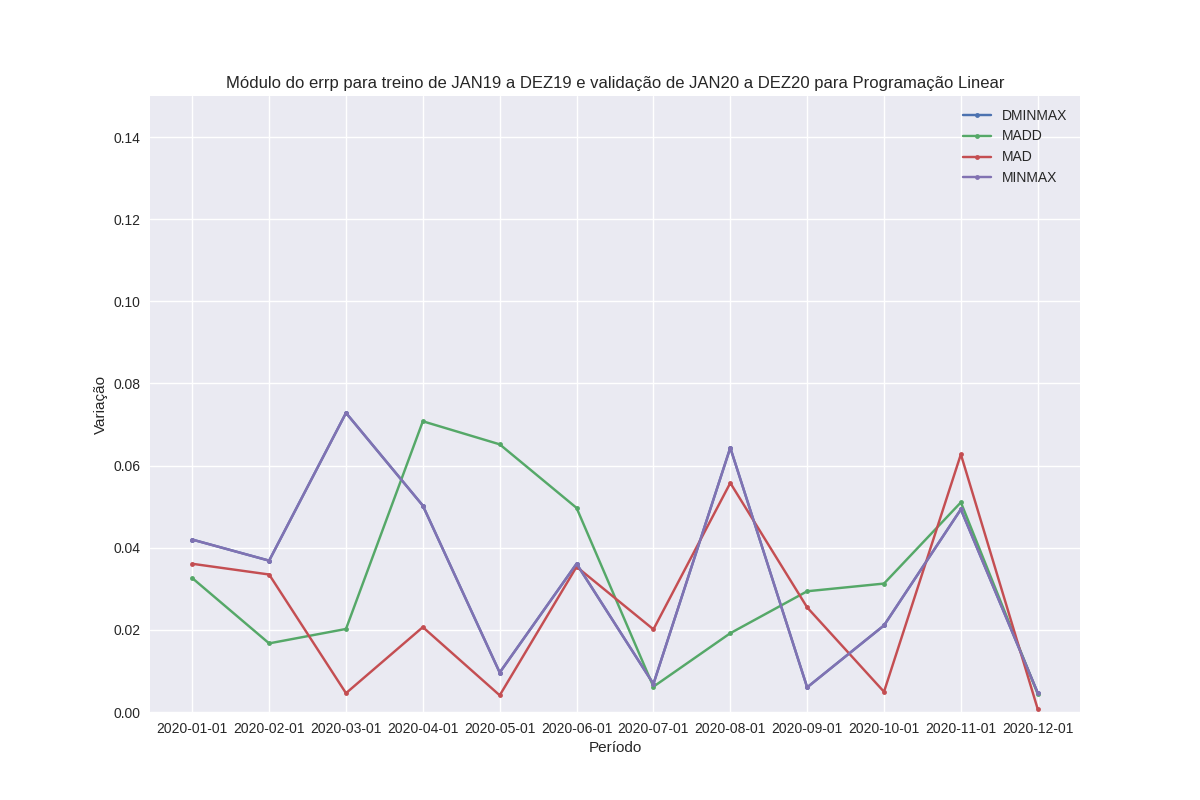 Módulo do errp para treino de JAN19 a DEZ19 e validação de JAN20 a DEZ20 para Programação Linear
DMINMAX
MADD
MAD
MINMAX
0.14
0.12
0.10
0.08
0.06
0.04
0.02
0.00
Variação
2020-01-01 2020-02-01 2020-03-01 2020-04-01 2020-05-01 2020-06-01 2020-07-01 2020-08-01 2020-09-01 2020-10-01 2020-11-01 2020-12-01
Período